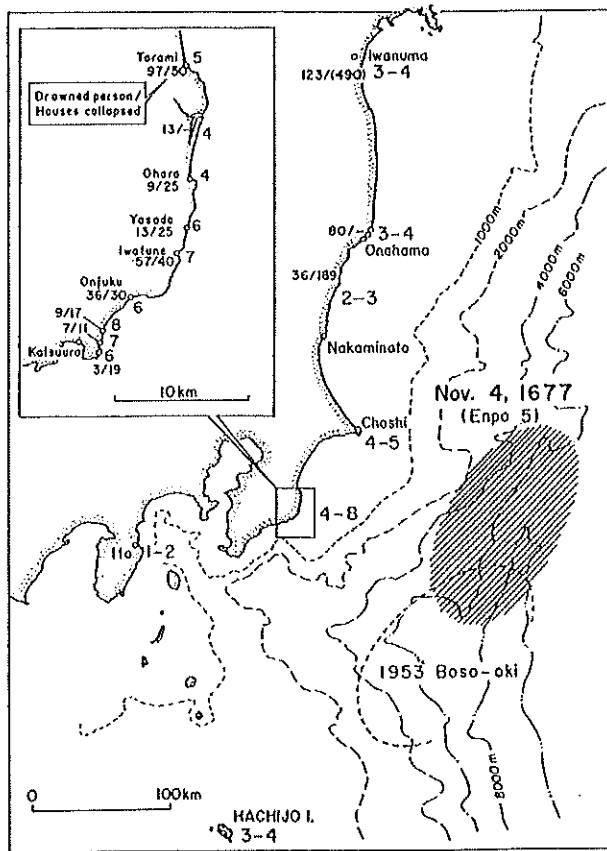 Torami
97/50
5
Drowned person/
Houses collapsed
13/-
4
Ohara
9/25
4
Yasada
13/25
6
Iwafune
57/40
7
Onjuku
36/30
6
9/17
8
7/11
7
Katsuura
6
3/19
10km
Iwanuma
123/(490)
3-4
80/-
3-4
Onahama
36/189
2-3
Nakaminato
Choshi
4-5
4-8
Ito
1-2
1000m
2000m
4000m
6000m
Nov. 4, 1677
(Enpo 5)
1953 Boso-oki
8000m
0
100km
HACHIJO I.
3-4